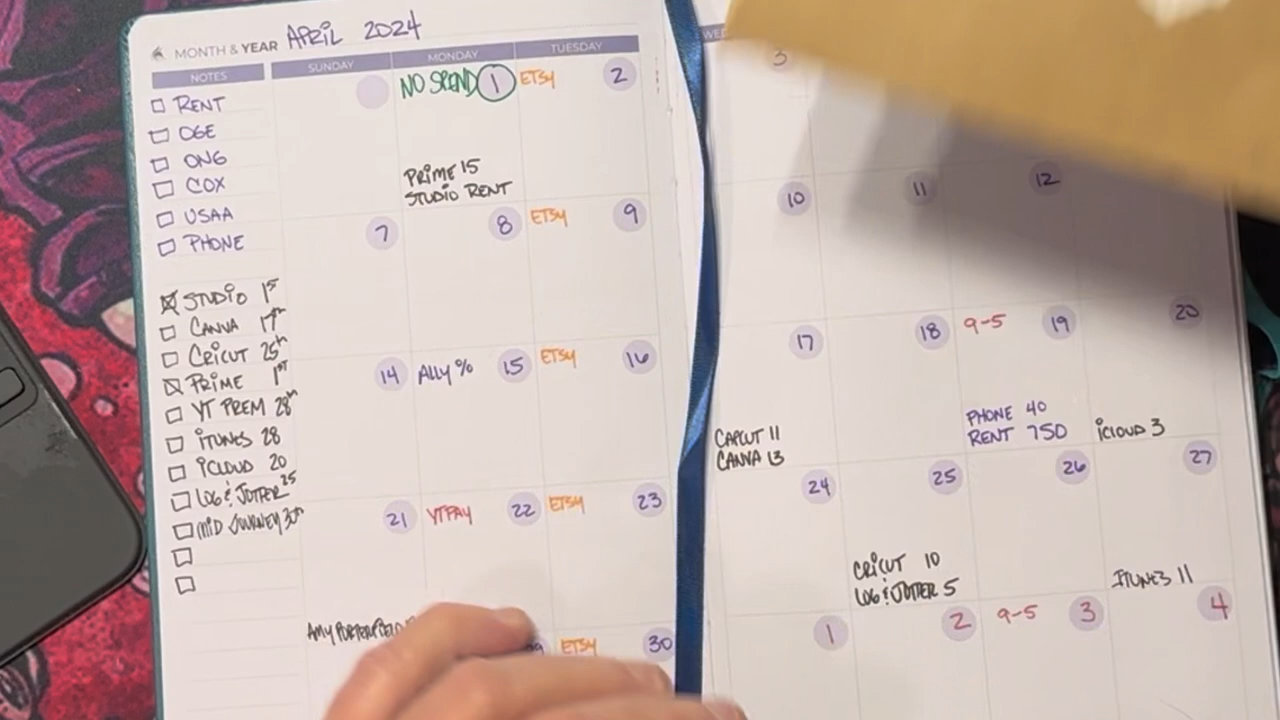 MONTH & YEAR APRIL 2024
NOTES SUNDAY MONDAY TUESDAY WED
RENT
OGE
ONG
COX
USAA
PHONE
STUDIO 1ST
CANVA 17TH
CRICUT 25TH
PRIME 1ST
YT PREM 28TH
iTUNES 28
iCLOUD 20
LOG & JOTTER 25
MID JOURNEY 30TH
NO SPEND 1 ETSY 2 3
PRIME 15
STUDIO RENT
7 8 ETSY 9 10 11 12
14 ALLY % 15 ETSY 16 17 18 9-5 19 20
CAPCUT 11
CANVA 13
PHONE 40
RENT 750
iCLOUD 3
21 YT PAY 22 ETSY 23 24 25 26 27
CRICUT 10
LOG & JOTTER 5
ITUNES 11
AMY
29 ETSY 30 1 2 9-5 3 4